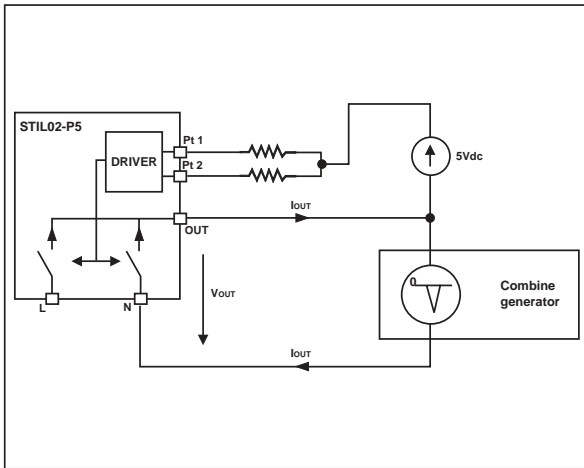 STIL02-P5
Pt 1
DRIVER
Pt 2
5Vdc
IOUT
OUT
0
Combine
generator
VOUT
L
N
IOUT